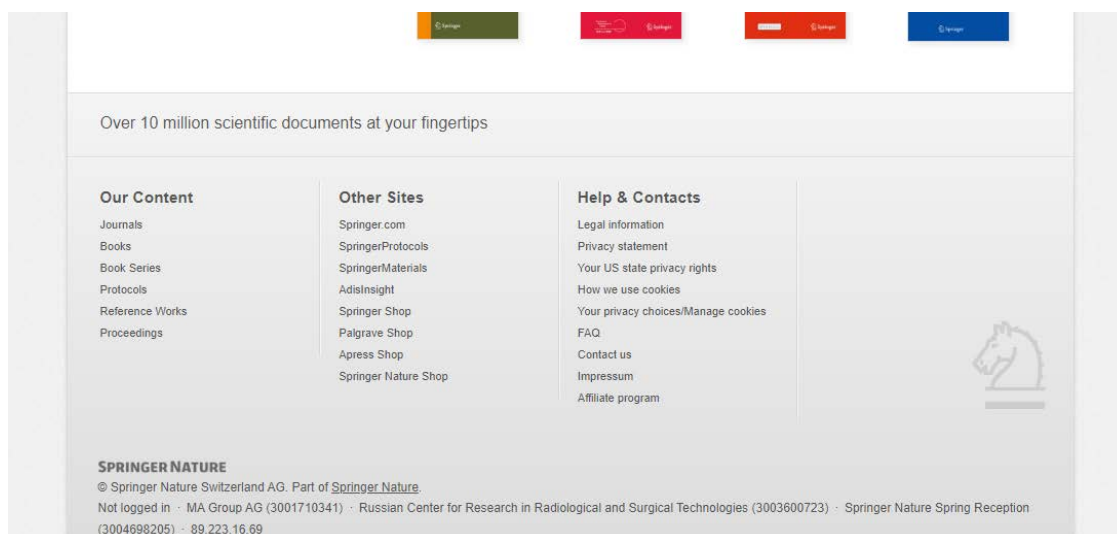 Springer
Springer
Springer
Springer
Over 10 million scientific documents at your fingertips
Our Content
Journals
Books
Book Series
Protocols
Reference Works
Proceedings
Other Sites
Springer.com
SpringerProtocols
SpringerMaterials
AdisInsight
Springer Shop
Palgrave Shop
Apress Shop
Springer Nature Shop
Help & Contacts
Legal information
Privacy statement
Your US state privacy rights
How we use cookies
Your privacy choices/Manage cookies
FAQ
Contact us
Impressum
Affiliate program
SPRINGER NATURE
© Springer Nature Switzerland AG. Part of Springer Nature.
Not logged in · MA Group AG (3001710341) · Russian Center for Research in Radiological and Surgical Technologies (3003600723) · Springer Nature Spring Reception
(3004698205) · 89.223.16.69